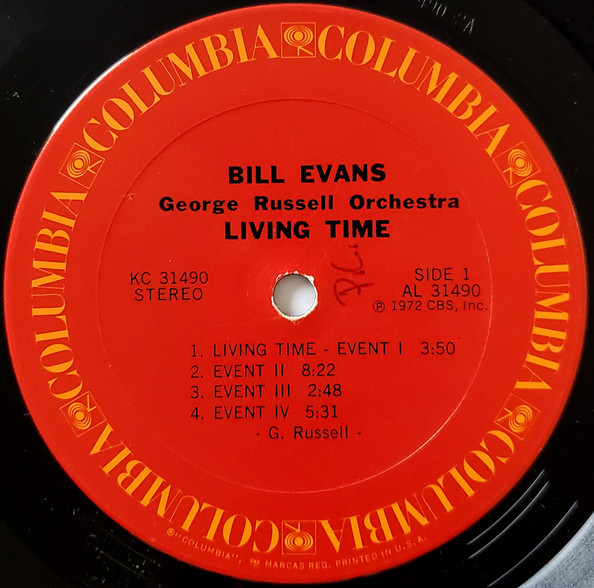 COLUMBIA COLUMBIA COLUMBIA COLUMBIA COLUMBIA COLUMBIA
BILL EVANS
George Russell Orchestra
LIVING TIME
KC 31490
STEREO
SIDE 1
AL 31490
Ⓟ 1972 CBS, Inc.
1. LIVING TIME - EVENT I 3:50
2. EVENT II 8:22
3. EVENT III 2:48
4. EVENT IV 5:31
- G. Russell -
"COLUMBIA", MARCAS REG. PRINTED IN U.S.A.